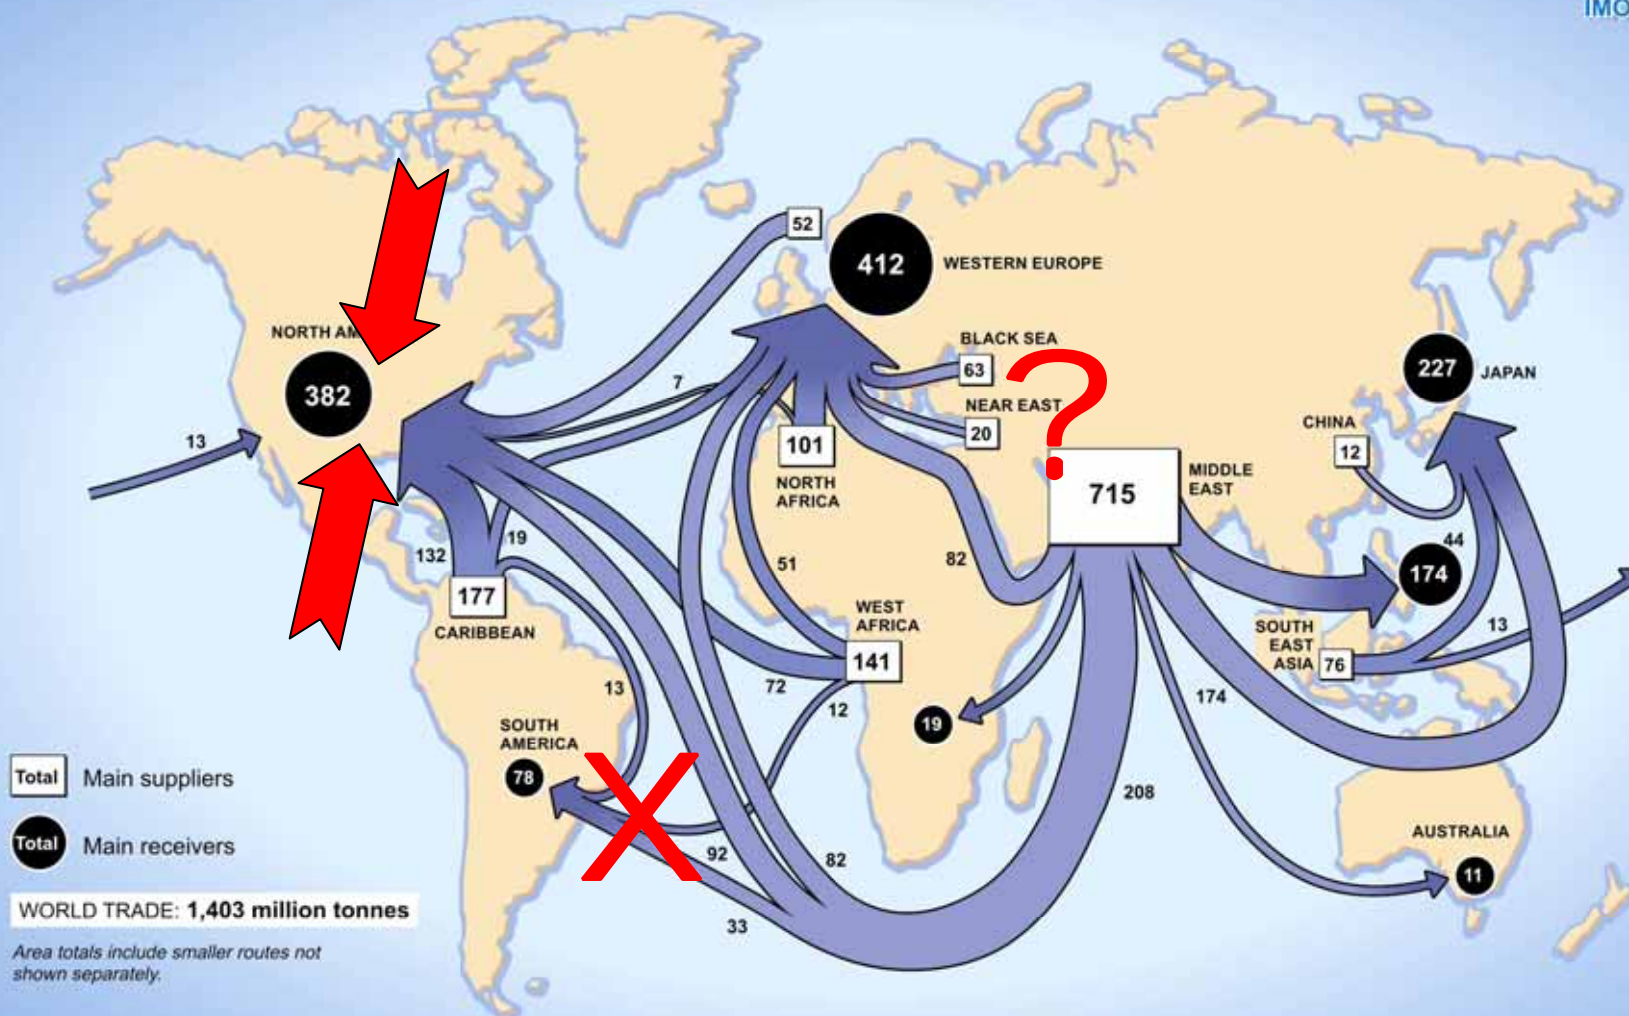 IMO
52
412
WESTERN EUROPE
BLACK SEA
63
?
NORTH AM
382
7
NEAR EAST
20
227
JAPAN
13
101
NORTH
AFRICA
715
MIDDLE
EAST
CHINA
12
132
19
51
82
44
174
177
CARIBBEAN
WEST
AFRICA
141
SOUTH
EAST
ASIA
76
13
13
72
12
174
19
SOUTH
AMERICA
78
X
Total Main suppliers
208
Total Main receivers
92
82
AUSTRALIA
11
WORLD TRADE: 1,403 million tonnes
33
Area totals include smaller routes not
shown separately.